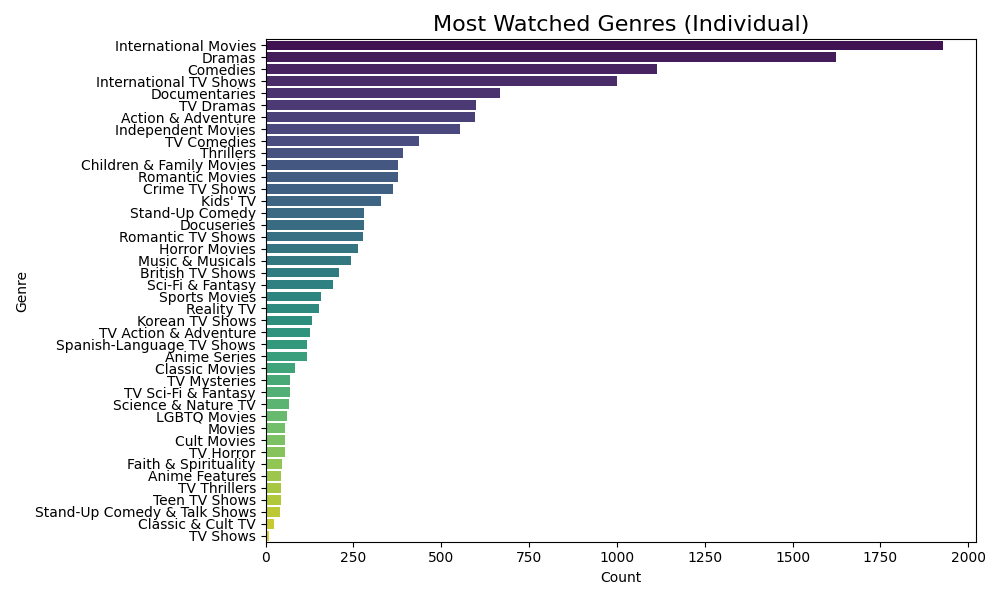 Most Watched Genres (Individual)
International Movies
Dramas
Comedies
International TV Shows
Documentaries
TV Dramas
Action & Adventure
Independent Movies
TV Comedies
Thrillers
Children & Family Movies
Romantic Movies
Crime TV Shows
Kids' TV
Stand-Up Comedy
Docuseries
Romantic TV Shows
Horror Movies
Music & Musicals
British TV Shows
Sci-Fi & Fantasy
Sports Movies
Reality TV
Korean TV Shows
TV Action & Adventure
Spanish-Language TV Shows
Anime Series
Classic Movies
TV Mysteries
TV Sci-Fi & Fantasy
Science & Nature TV
LGBTQ Movies
Movies
Cult Movies
TV Horror
Faith & Spirituality
Anime Features
TV Thrillers
Teen TV Shows
Stand-Up Comedy & Talk Shows
Classic & Cult TV
TV Shows
Genre
0 250 500 750 1000 1250 1500 1750 2000
Count